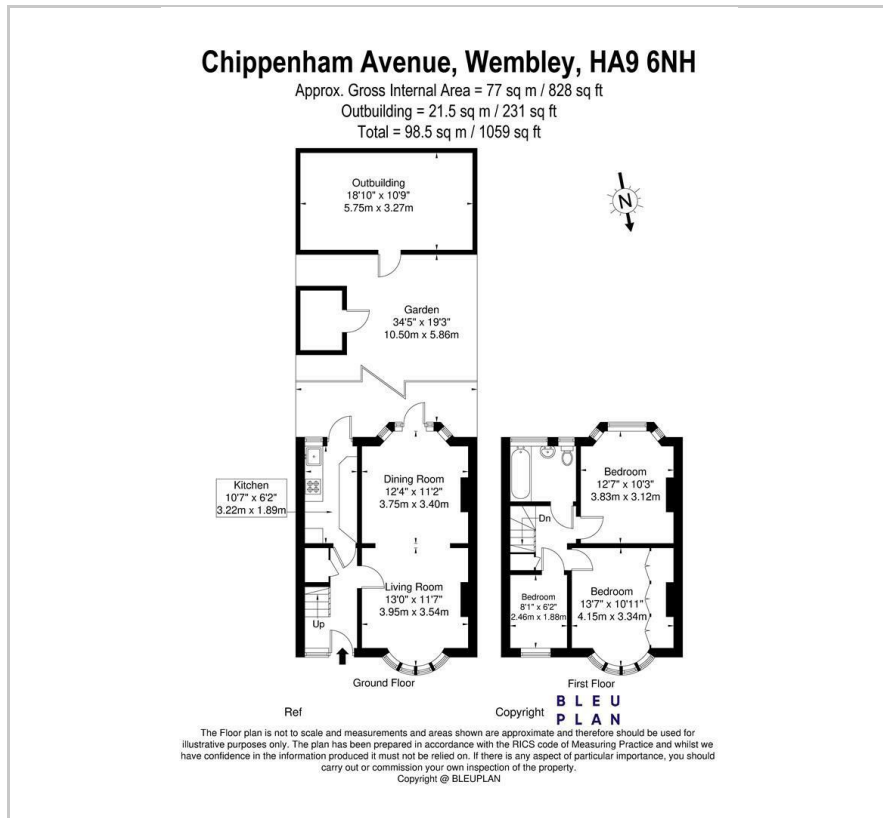 Chippenham Avenue, Wembley, HA9 6NH
Approx. Gross Internal Area = 77 sq m / 828 sq ft
Outbuilding = 21.5 sq m / 231 sq ft
Total = 98.5 sq m / 1059 sq ft
Outbuilding
18'10" x 10'9"
5.75m x 3.27m
N
Garden
34'5" x 19'3"
10.50m x 5.86m
Kitchen
10'7" x 6'2"
3.22m x 1.89m
Dining Room
12'4" x 11'2"
3.75m x 3.40m
Living Room
13'0" x 11'7"
3.95m x 3.54m
Up
Ground Floor
Bedroom
12'7" x 10'3"
3.83m x 3.12m
Dn
Bedroom
8'1" x 6'2"
2.46m x 1.88m
Bedroom
13'7" x 10'11"
4.15m x 3.34m
First Floor
Ref
Copyright
BLEU
PLAN
The Floor plan is not to scale and measurements and areas shown are approximate and therefore should be used for
illustrative purposes only. The plan has been prepared in accordance with the RICS code of Measuring Practice and whilst we
have confidence in the information produced it must not be relied on. If there is any aspect of particular importance, you should
carry out or commission your own inspection of the property.
Copyright @ BLEUPLAN